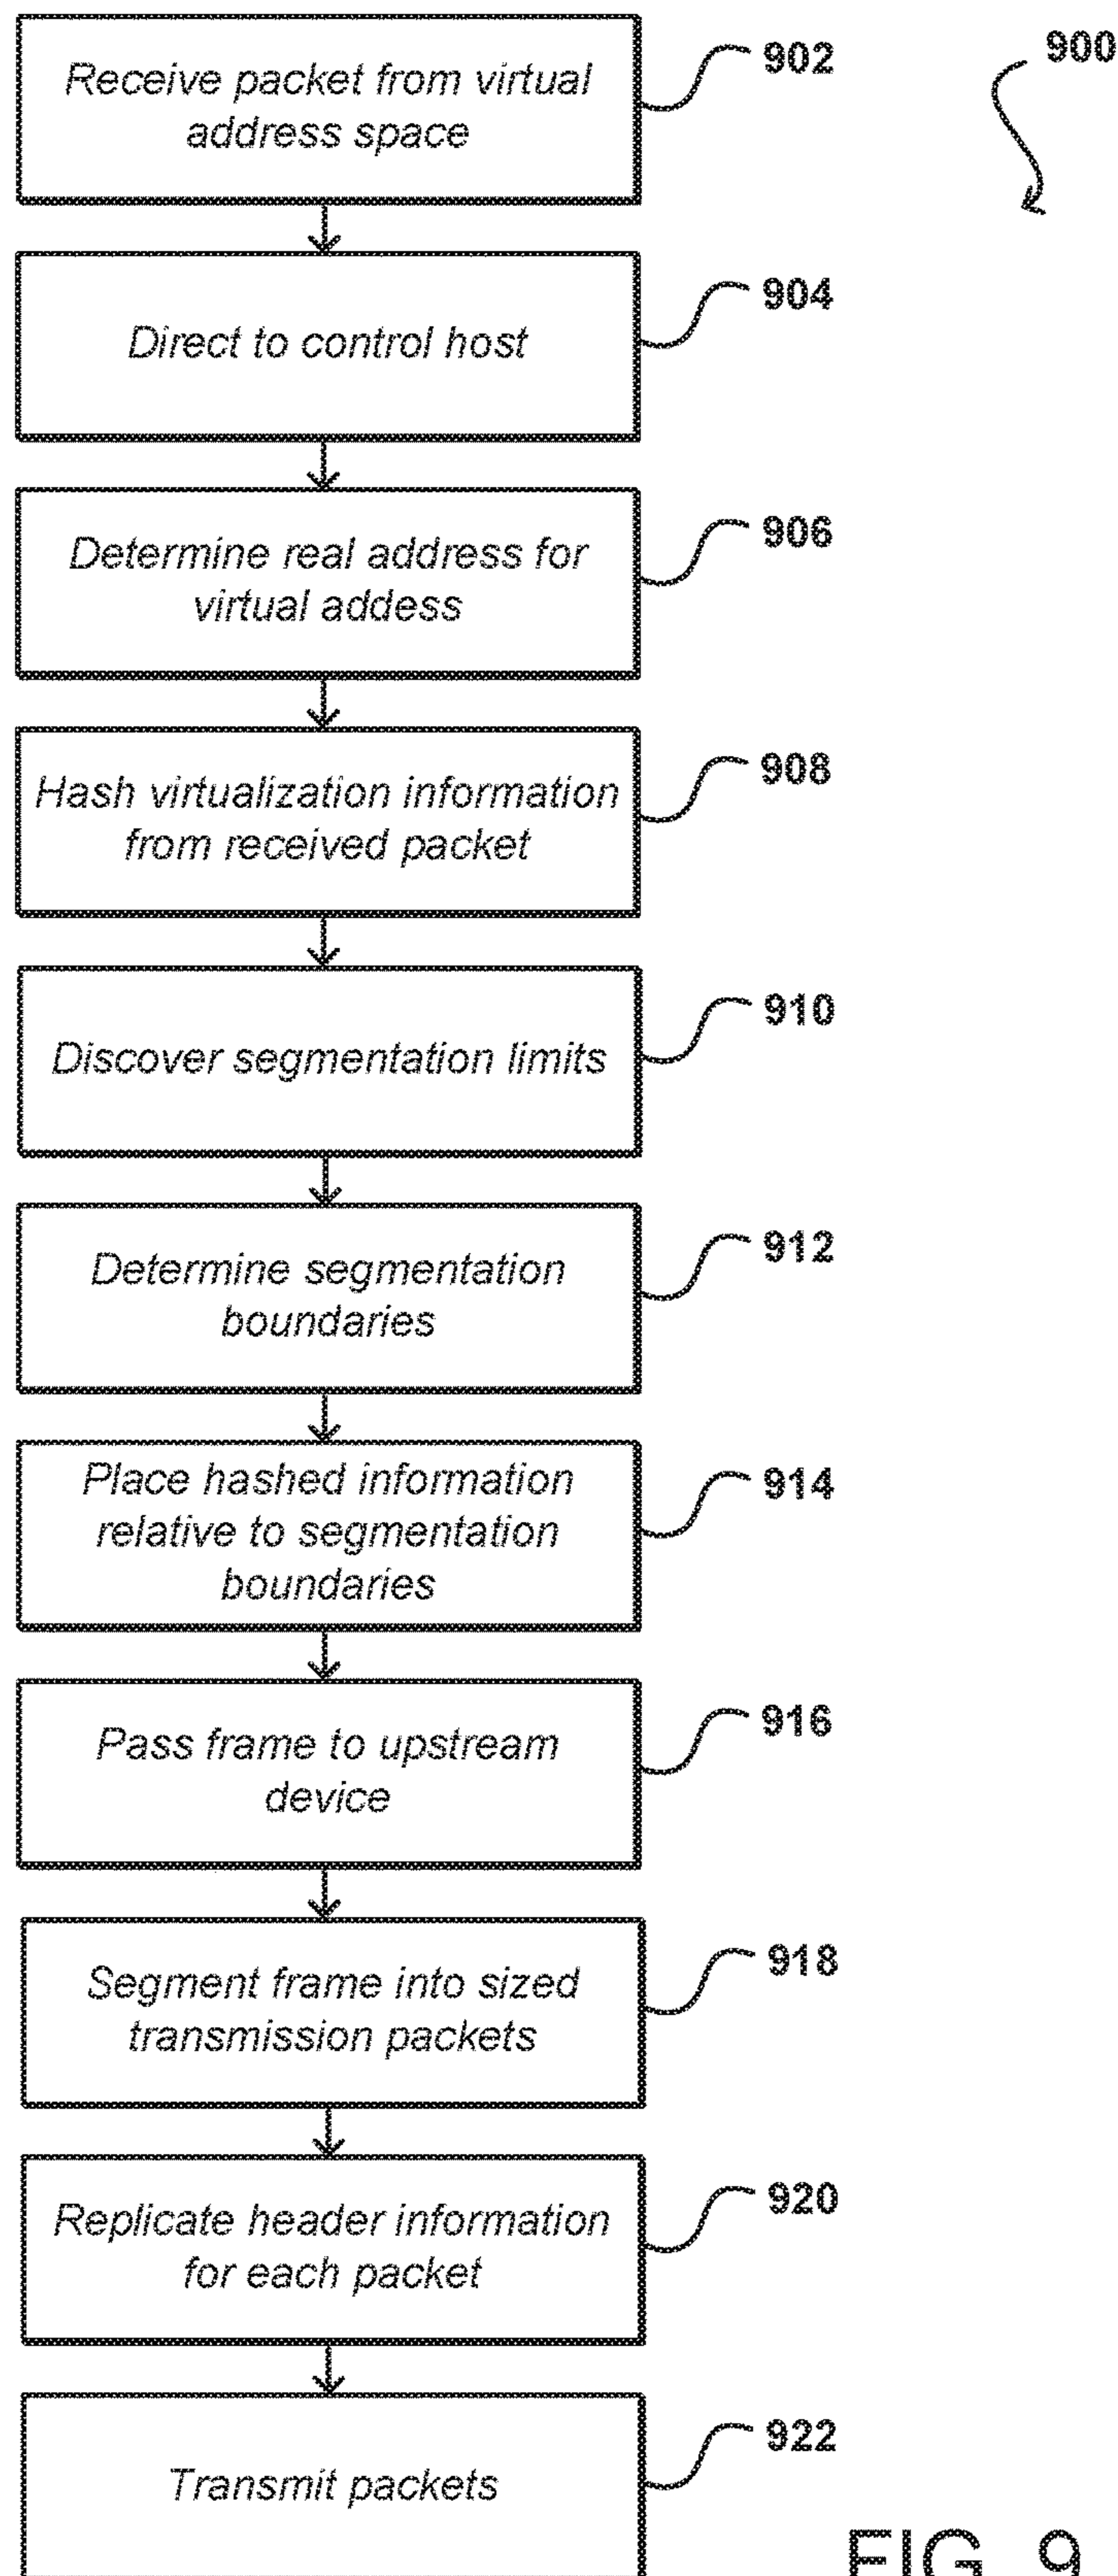 Receive packet from virtual
address space
902
900
Direct to control host
904
Determine real address for
virtual addess
906
Hash virtualization information
from received packet
908
Discover segmentation limits
910
Determine segmentation
boundaries
912
Place hashed information
relative to segmentation
boundaries
914
Pass frame to upstream
device
916
Segment frame into sized
transmission packets
918
Replicate header information
for each packet
920
Transmit packets
922
FIG. 9